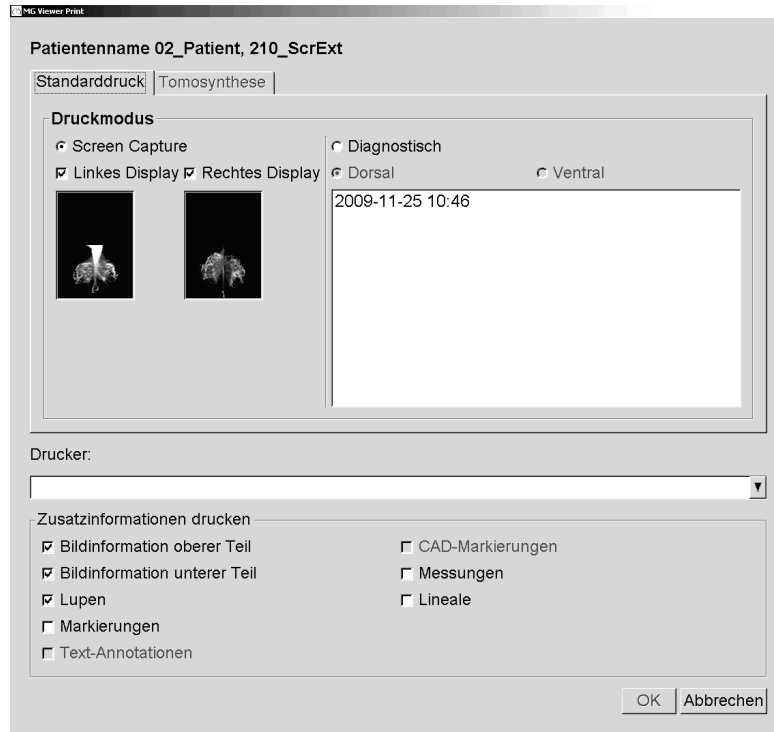 MG Viewer Print
Patientenname 02_Patient, 210_ScrExt
Standarddruck Tomosynthese
Druckmodus
Screen Capture Diagnostisch
Linkes Display Rechtes Display Dorsal Ventral
2009-11-25 10:46
Drucker:
Zusatzinformationen drucken
Bildinformation oberer Teil CAD-Markierungen
Bildinformation unterer Teil Messungen
Lupen Lineale
Markierungen
Text-Annotationen
OK Abbrechen